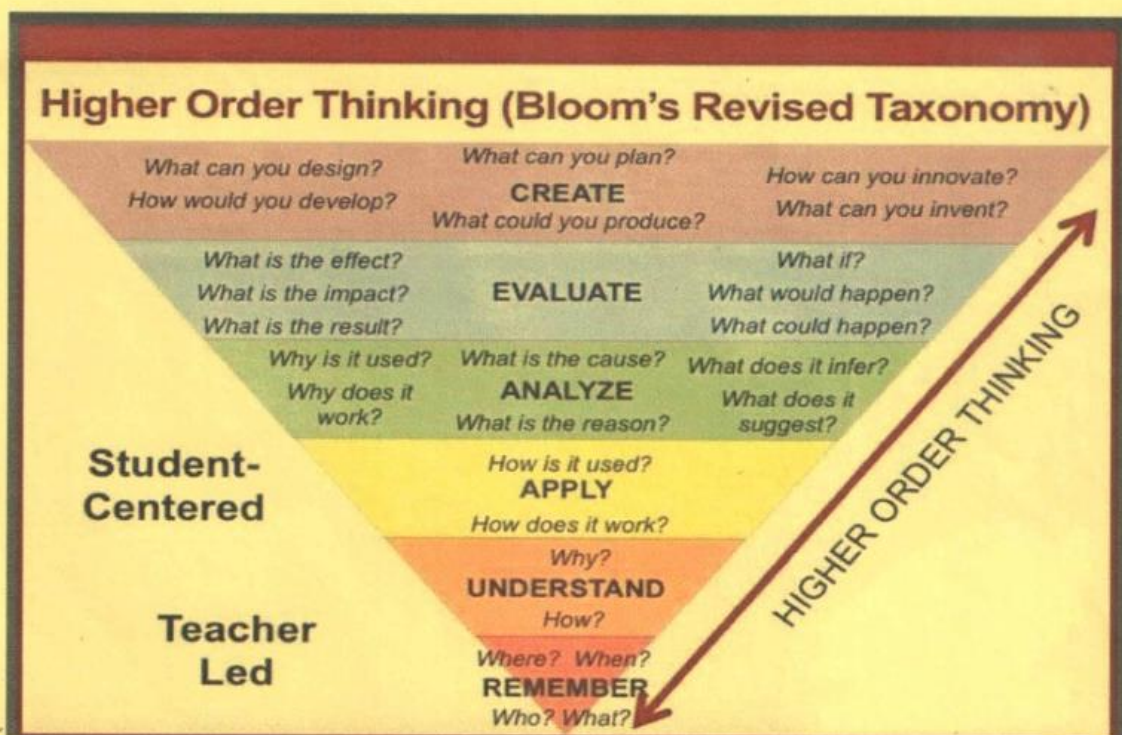 Higher Order Thinking (Bloom's Revised Taxonomy)
What can you design?
How would you develop?
What can you plan?
CREATE
What could you produce?
How can you innovate?
What can you invent?
What is the effect?
What is the impact?
What is the result?
EVALUATE
What if?
What would happen?
What could happen?
Why is it used?
Why does it
work?
What is the cause?
ANALYZE
What is the reason?
What does it infer?
What does it
suggest?
How is it used?
APPLY
How does it work?
Why?
UNDERSTAND
How?
Where? When?
REMEMBER
Who? What?
Student-
Centered
Teacher
Led
HIGHER ORDER THINKING